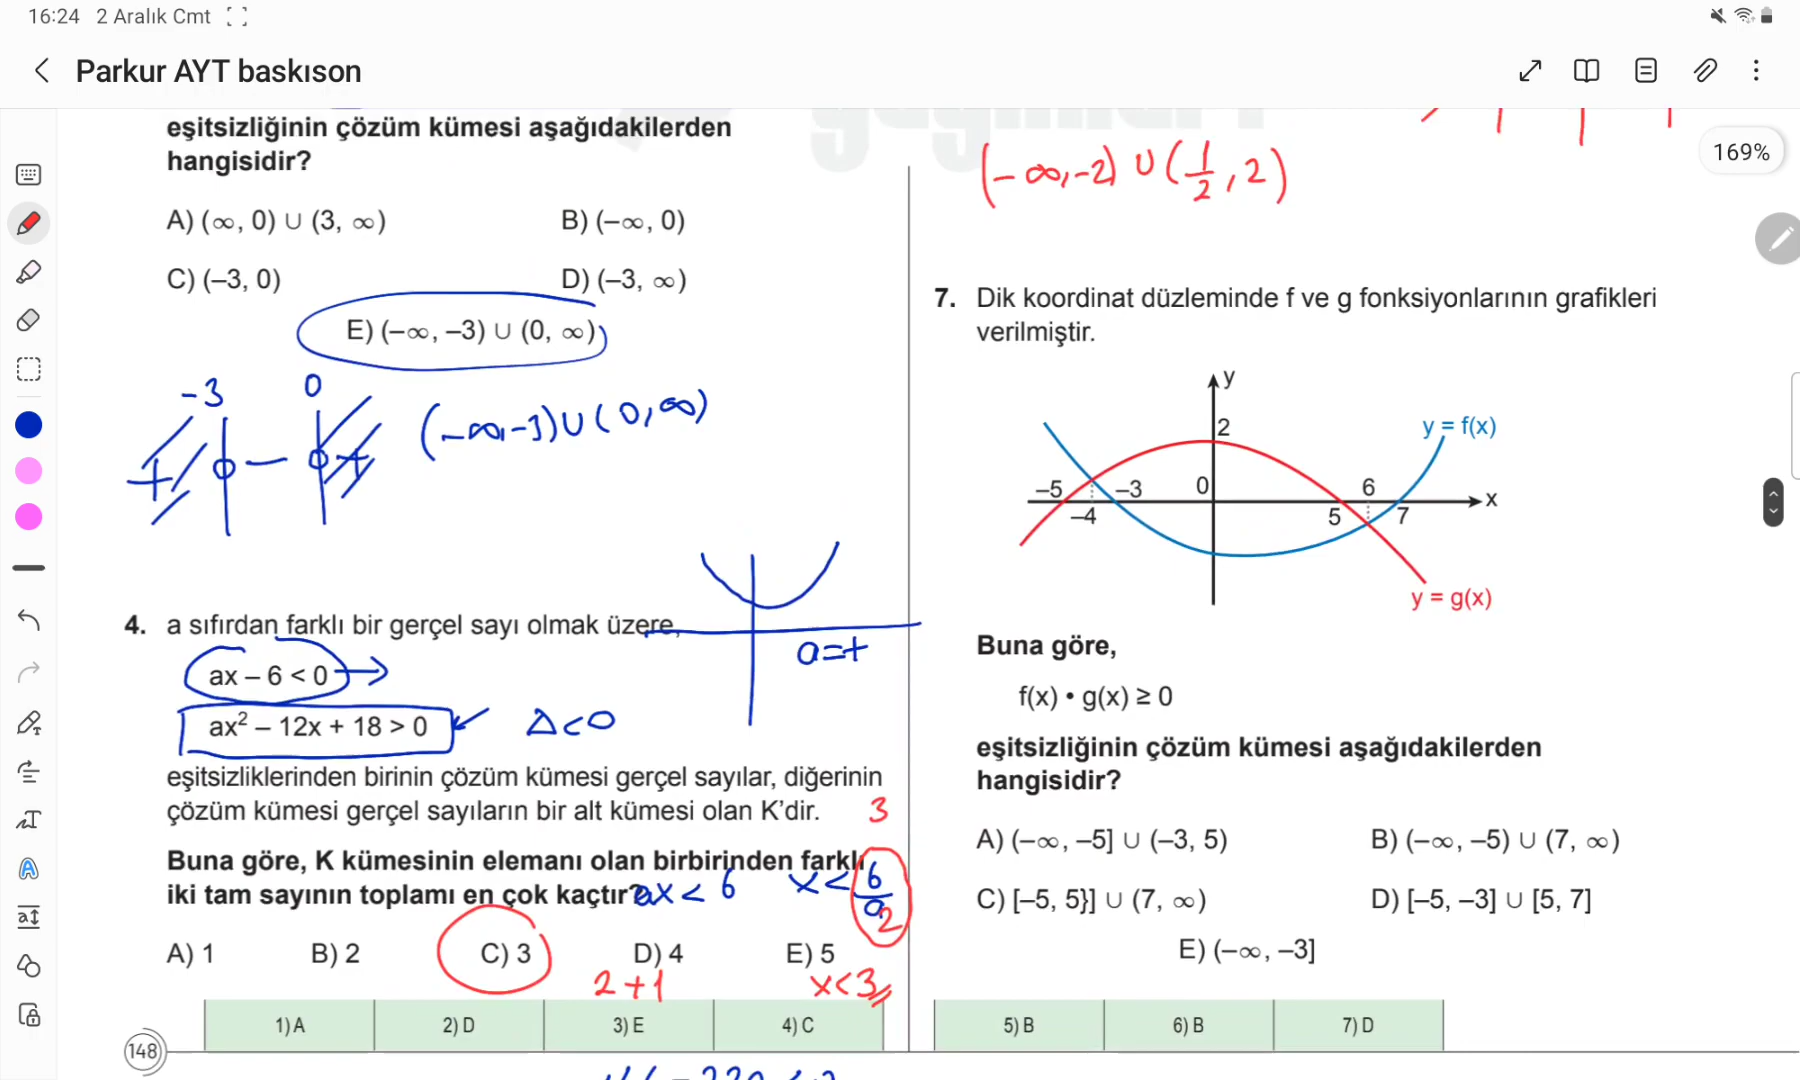 16:24 2 Aralık Cmt
Parkur AYT baskıson
169%
eşitsizliğinin çözüm kümesi aşağıdakilerden
hangisidir?
A) (∞, 0) ∪ (3, ∞) B) (–∞, 0)
C) (–3, 0) D) (–3, ∞)
E) (–∞, –3) ∪ (0, ∞)
-3 0
+ - +
(-∞,-3)∪(0,∞)
4. a sıfırdan farklı bir gerçel sayı olmak üzere,
ax – 6 < 0
ax² – 12x + 18 > 0
Δ<0
a=+
eşitsizliklerinden birinin çözüm kümesi gerçel sayılar, diğerinin
çözüm kümesi gerçel sayıların bir alt kümesi olan K'dir.
3
Buna göre, K kümesinin elemanı olan birbirinden farklı
iki tam sayının toplamı en çok kaçtır?
ax < 6 x < 6/a
2
A) 1 B) 2 C) 3 D) 4 E) 5
2+1 x<3
1) A 2) D 3) E 4) C
148
(-∞,-2) ∪ (1/2, 2)
7. Dik koordinat düzleminde f ve g fonksiyonlarının grafikleri
verilmiştir.
y
2
y = f(x)
–5 –3 0 6 x
–4 5 7
y = g(x)
Buna göre,
f(x) • g(x) ≥ 0
eşitsizliğinin çözüm kümesi aşağıdakilerden
hangisidir?
A) (–∞, –5] ∪ (–3, 5) B) (–∞, –5) ∪ (7, ∞)
C) [–5, 5}] ∪ (7, ∞) D) [–5, –3] ∪ [5, 7]
E) (–∞, –3]
5) B 6) B 7) D